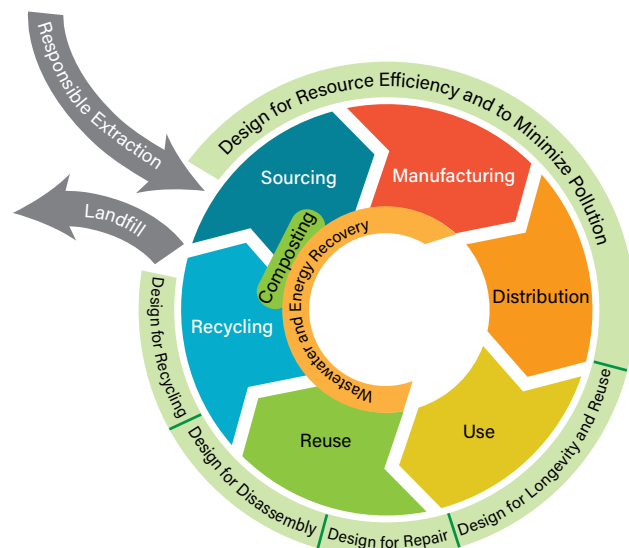 Responsible Extraction
Landfill
Design for Resource Efficiency and to Minimize Pollution
Sourcing
Manufacturing
Distribution
Use
Reuse
Recycling
Composting
Wastewater and Energy Recovery
Design for Longevity and Reuse
Design for Repair
Design for Disassembly
Design for Recycling